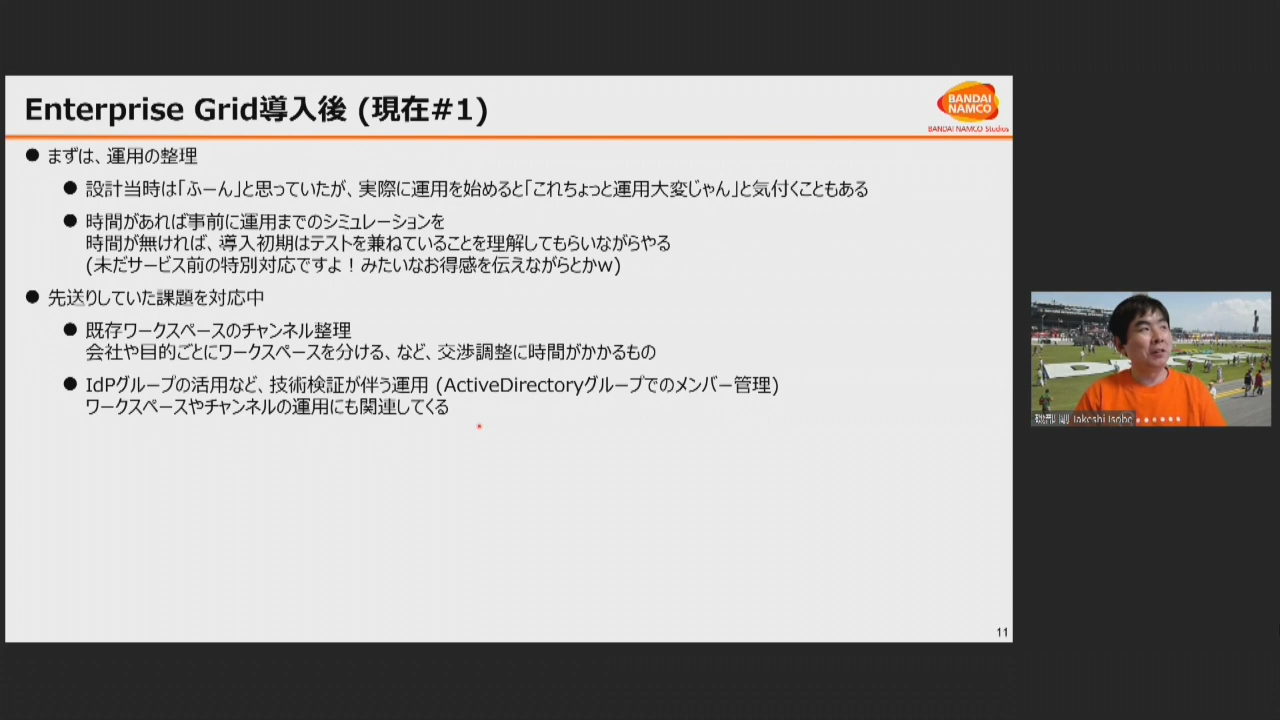 Enterprise Grid導入後 (現在#1)
BANDAI
NAMCO
BANDAI NAMCO Studios
● まずは、運用の整理
● 設計当時は「ふーん」と思っていたが、実際に運用を始めると「これちょっと運用大変じゃん」と気付くこともある
● 時間があれば事前に運用までのシミュレーションを
時間が無ければ、導入初期はテストを兼ねていることを理解してもらいながらやる
(未だサービス前の特別対応ですよ！みたいなお得感を伝えながらとかw)
● 先送りしていた課題を対応中
● 既存ワークスペースのチャンネル整理
会社や目的ごとにワークスペースを分ける、など、交渉調整に時間がかかるもの
● IdPグループの活用など、技術検証が伴う運用 (ActiveDirectoryグループでのメンバー管理)
ワークスペースやチャンネルの運用にも関連してくる
磯部 剛 Takeshi Isobe
11